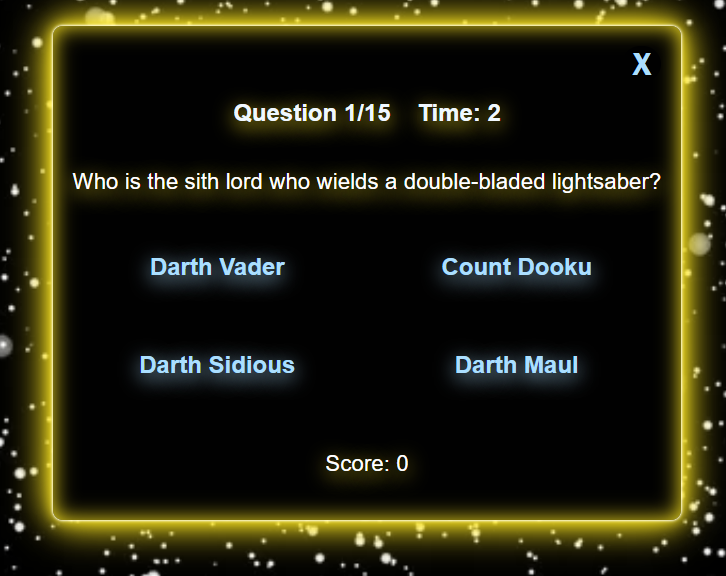 X
Question 1/15 Time: 2
Who is the sith lord who wields a double-bladed lightsaber?
Darth Vader Count Dooku
Darth Sidious Darth Maul
Score: 0